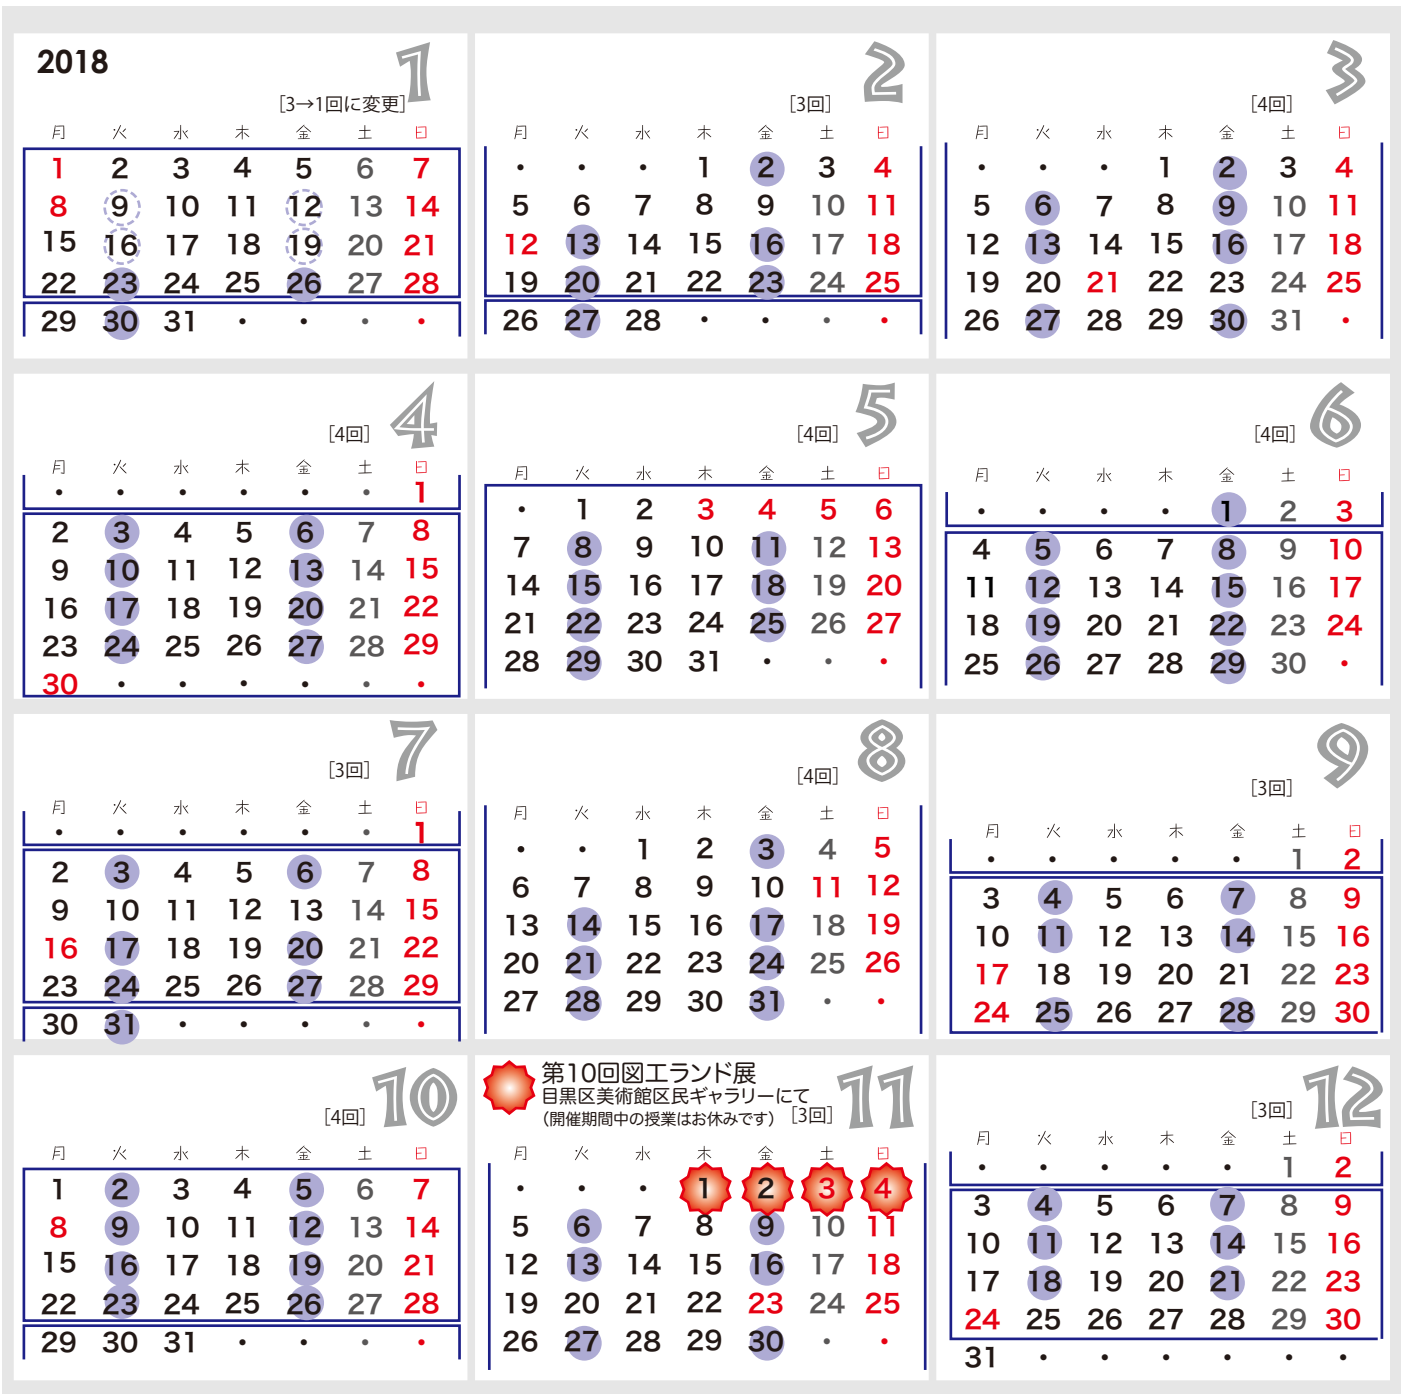 2018
1
[3→1回に変更]
月 火 水 木 金 土 日
1 2 3 4 5 6 7
8 9 10 11 12 13 14
15 16 17 18 19 20 21
22 23 24 25 26 27 28
29 30 31 • • • •
2
[3回]
月 火 水 木 金 土 日
• • • 1 2 3 4
5 6 7 8 9 10 11
12 13 14 15 16 17 18
19 20 21 22 23 24 25
26 27 28 • • • •
3
[4回]
月 火 水 木 金 土 日
• • • 1 2 3 4
5 6 7 8 9 10 11
12 13 14 15 16 17 18
19 20 21 22 23 24 25
26 27 28 29 30 31 •
4
[4回]
月 火 水 木 金 土 日
• • • • • • 1
2 3 4 5 6 7 8
9 10 11 12 13 14 15
16 17 18 19 20 21 22
23 24 25 26 27 28 29
30 • • • • • •
5
[4回]
月 火 水 木 金 土 日
• 1 2 3 4 5 6
7 8 9 10 11 12 13
14 15 16 17 18 19 20
21 22 23 24 25 26 27
28 29 30 31 • • •
6
[4回]
月 火 水 木 金 土 日
• • • • 1 2 3
4 5 6 7 8 9 10
11 12 13 14 15 16 17
18 19 20 21 22 23 24
25 26 27 28 29 30 •
7
[3回]
月 火 水 木 金 土 日
• • • • • • 1
2 3 4 5 6 7 8
9 10 11 12 13 14 15
16 17 18 19 20 21 22
23 24 25 26 27 28 29
30 31 • • • • •
8
[4回]
月 火 水 木 金 土 日
• • 1 2 3 4 5
6 7 8 9 10 11 12
13 14 15 16 17 18 19
20 21 22 23 24 25 26
27 28 29 30 31 • •
9
[3回]
月 火 水 木 金 土 日
• • • • • 1 2
3 4 5 6 7 8 9
10 11 12 13 14 15 16
17 18 19 20 21 22 23
24 25 26 27 28 29 30
10
[4回]
月 火 水 木 金 土 日
1 2 3 4 5 6 7
8 9 10 11 12 13 14
15 16 17 18 19 20 21
22 23 24 25 26 27 28
29 30 31 • • • •
第10回図工ランド展
目黒区美術館区民ギャラリーにて
(開催期間中の授業はお休みです) [3回]
11
月 火 水 木 金 土 日
• • • 1 2 3 4
5 6 7 8 9 10 11
12 13 14 15 16 17 18
19 20 21 22 23 24 25
26 27 28 29 30 • •
12
[3回]
月 火 水 木 金 土 日
• • • • • 1 2
3 4 5 6 7 8 9
10 11 12 13 14 15 16
17 18 19 20 21 22 23
24 25 26 27 28 29 30
31 • • • • • •